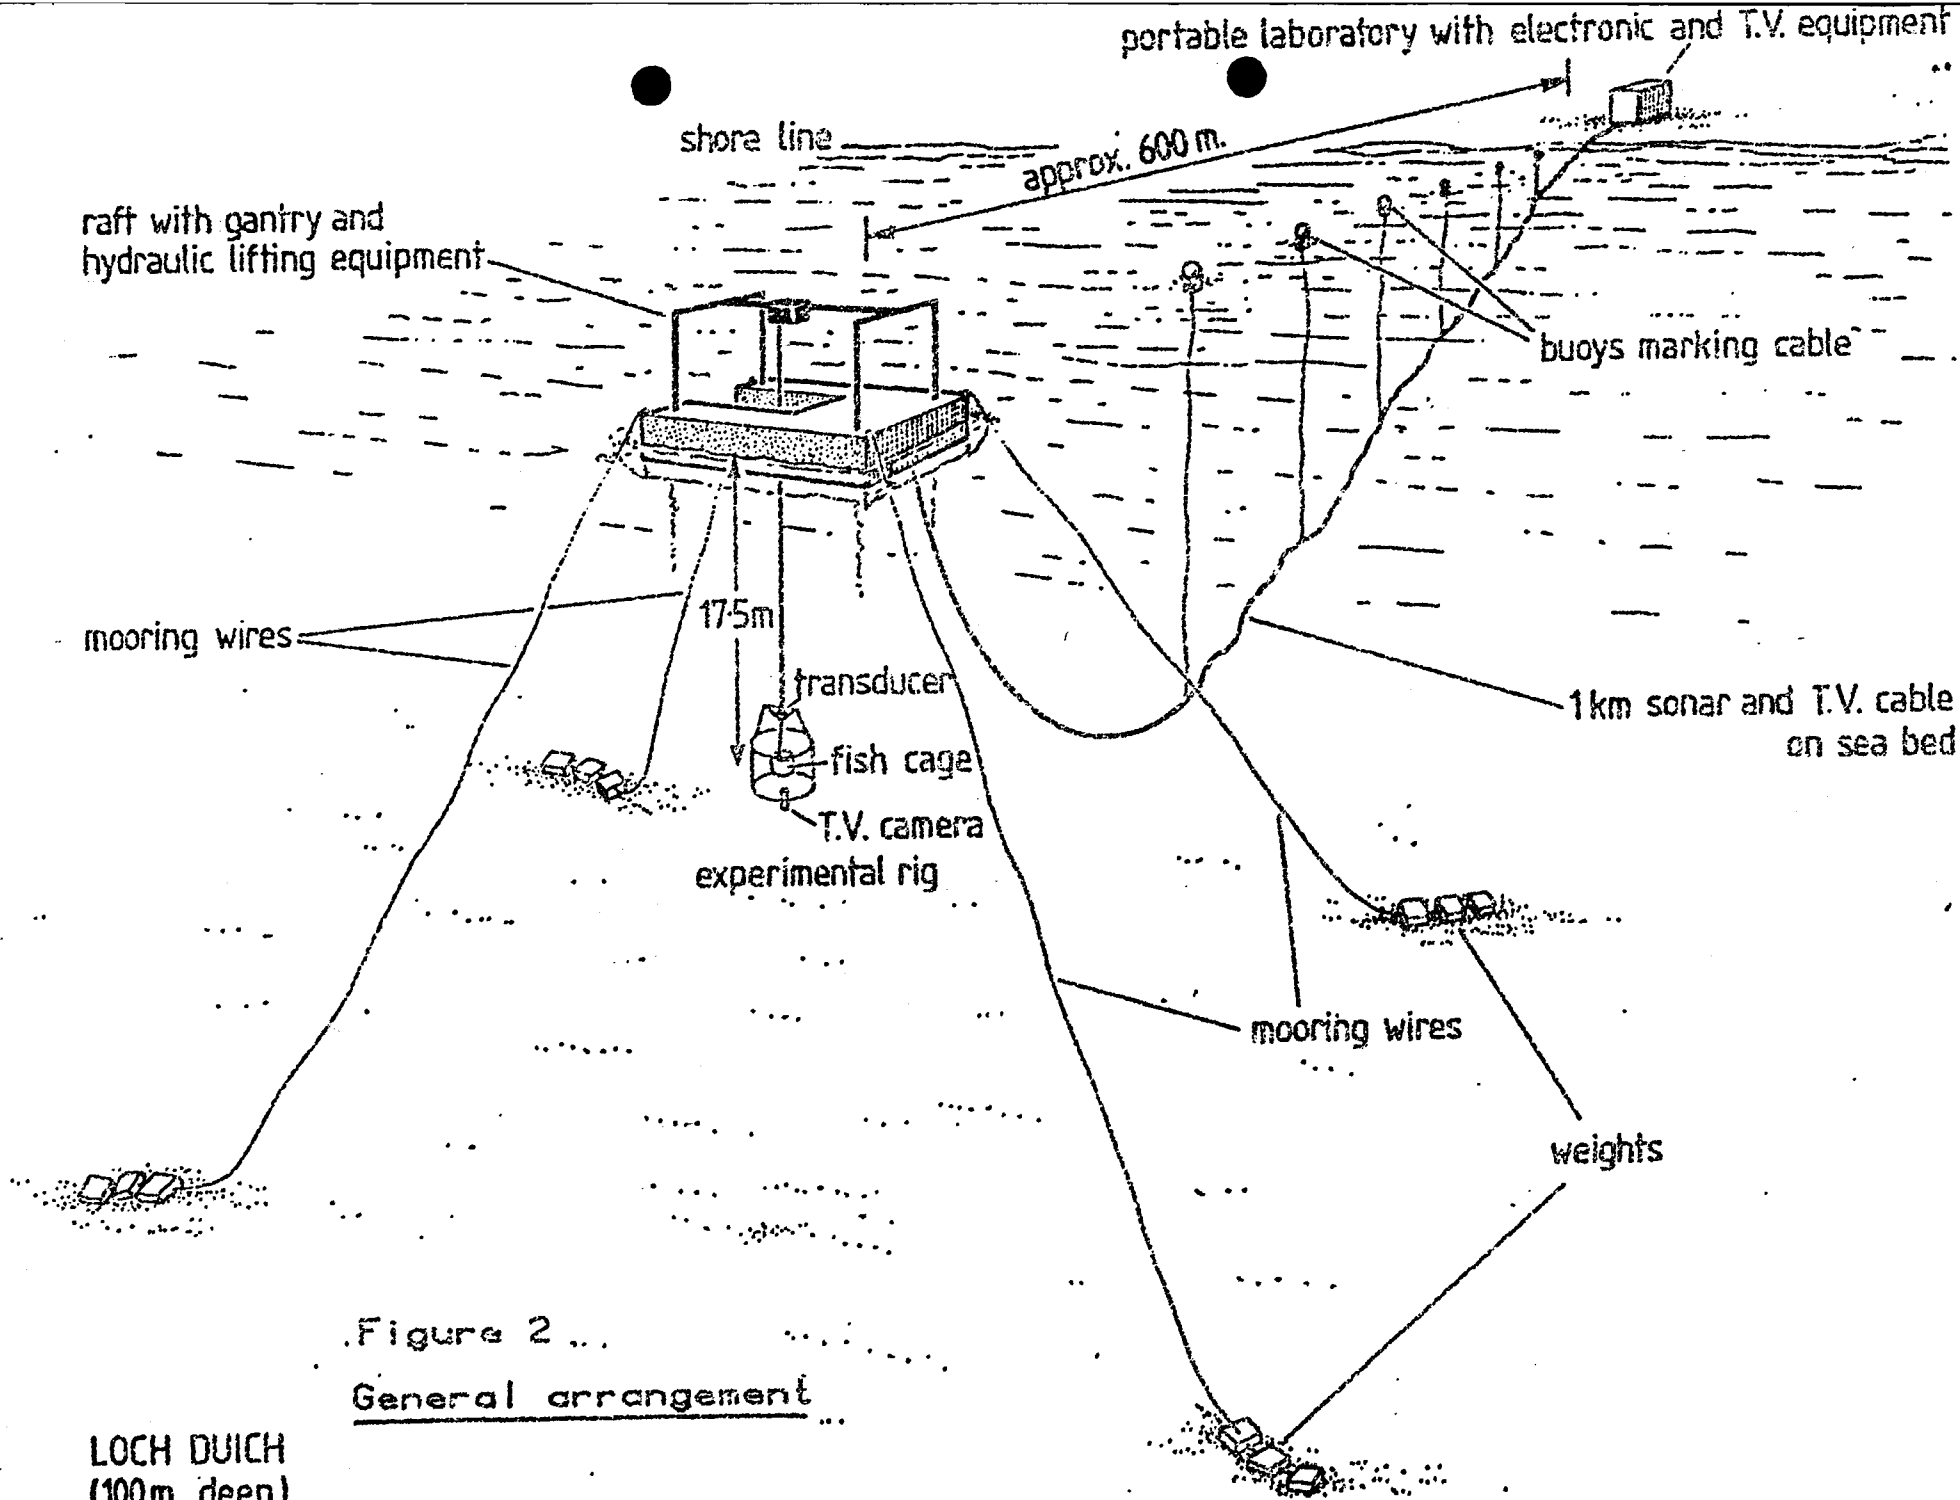 portable laboratory with electronic and T.V. equipment
shore line
approx. 600 m.
raft with gantry and
hydraulic lifting equipment
buoys marking cable
17·5m
mooring wires
transducer
1km sonar and T.V. cable
on sea bed
fish cage
T.V. camera
experimental rig
mooring wires
weights
Figure 2
General arrangement
LOCH DUICH
(100m. deep)